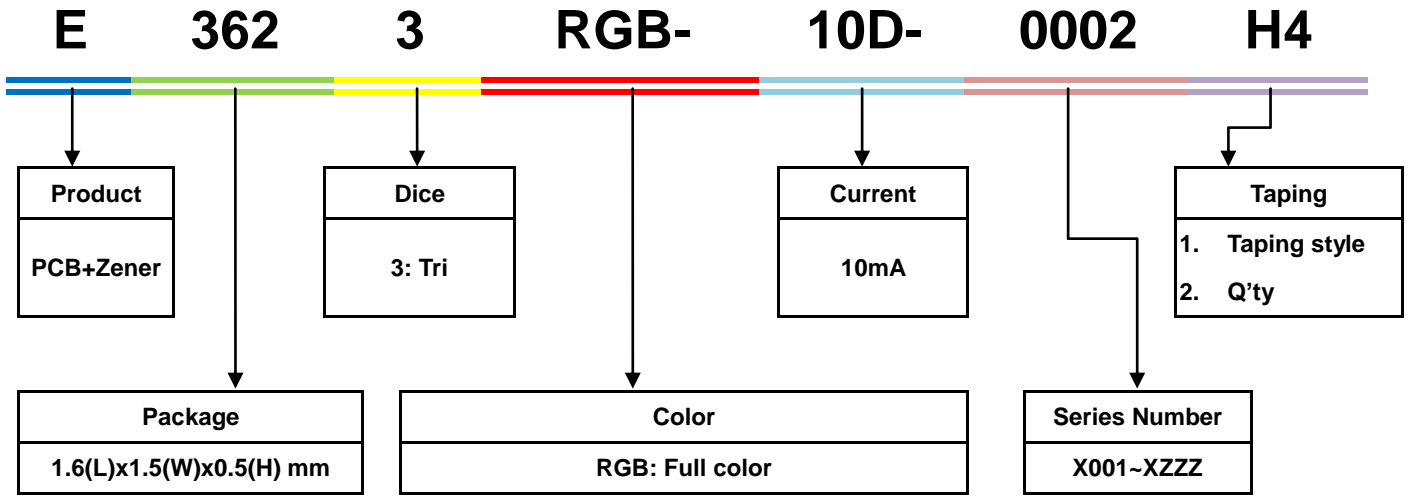 E 362 3 RGB- 10D- 0002 H4
Product
PCB+Zener
Dice
3: Tri
Current
10mA
Taping
1. Taping style
2. Q’ty
Package
1.6(L)x1.5(W)x0.5(H) mm
Color
RGB: Full color
Series Number
X001~XZZZ